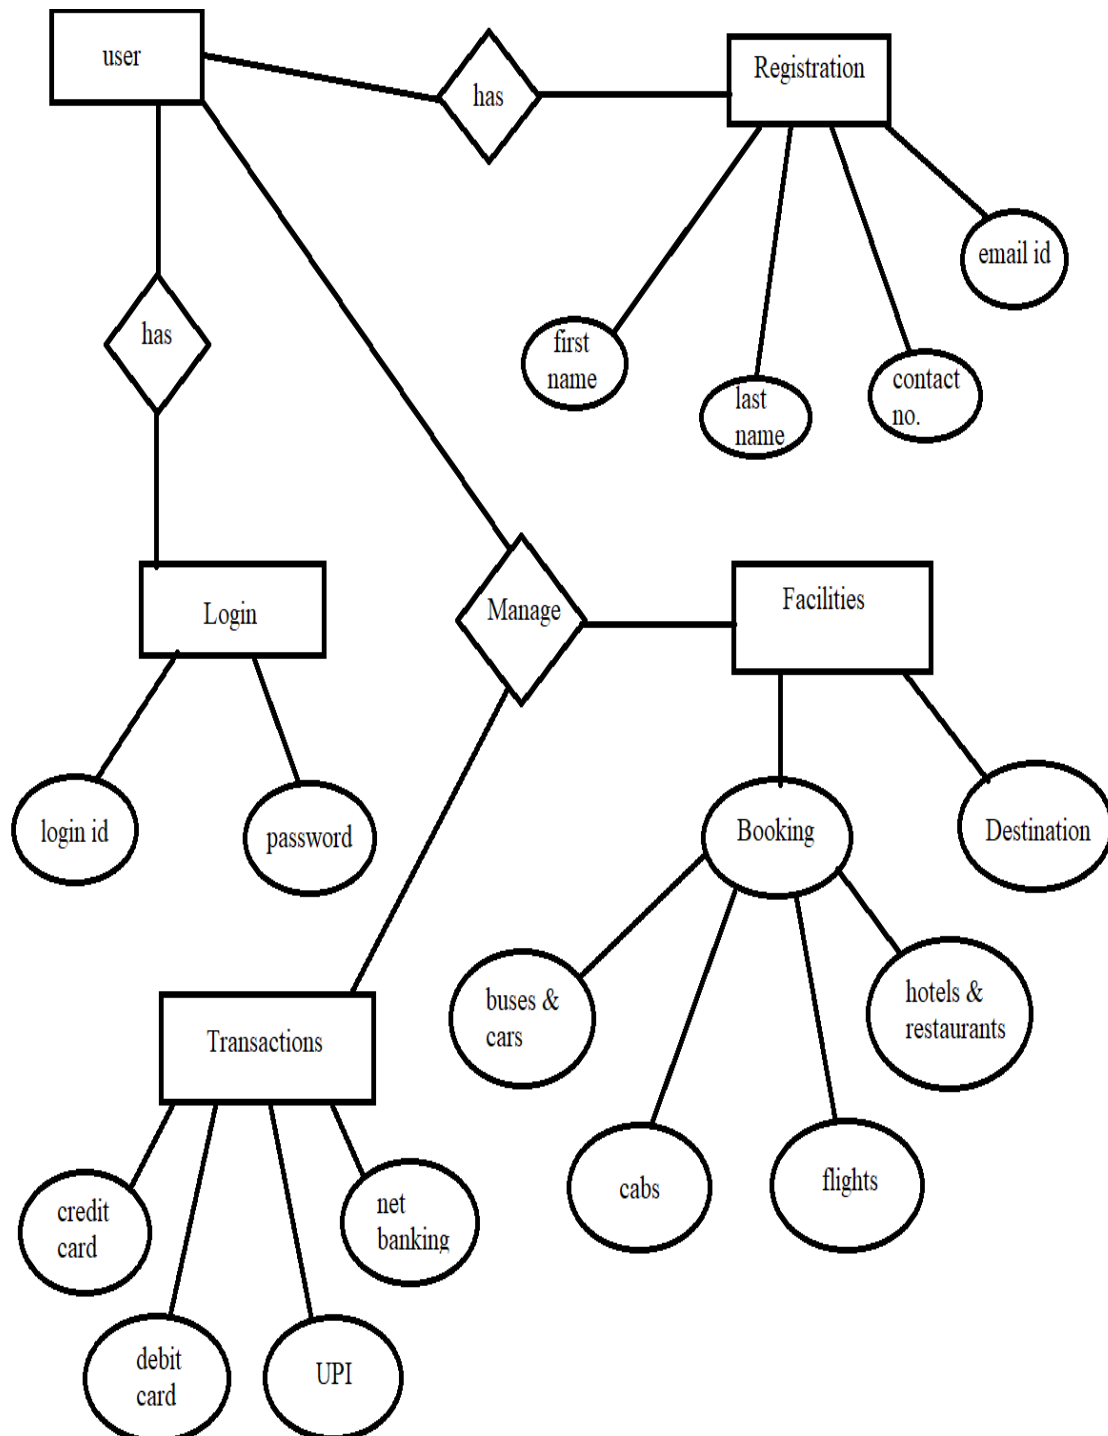 user
has
Registration
email id
first
name
last
name
contact
no.
has
Login
Manage
Facilities
login id
password
Booking
Destination
buses &
cars
hotels &
restaurants
cabs
flights
Transactions
credit
card
net
banking
debit
card
UPI